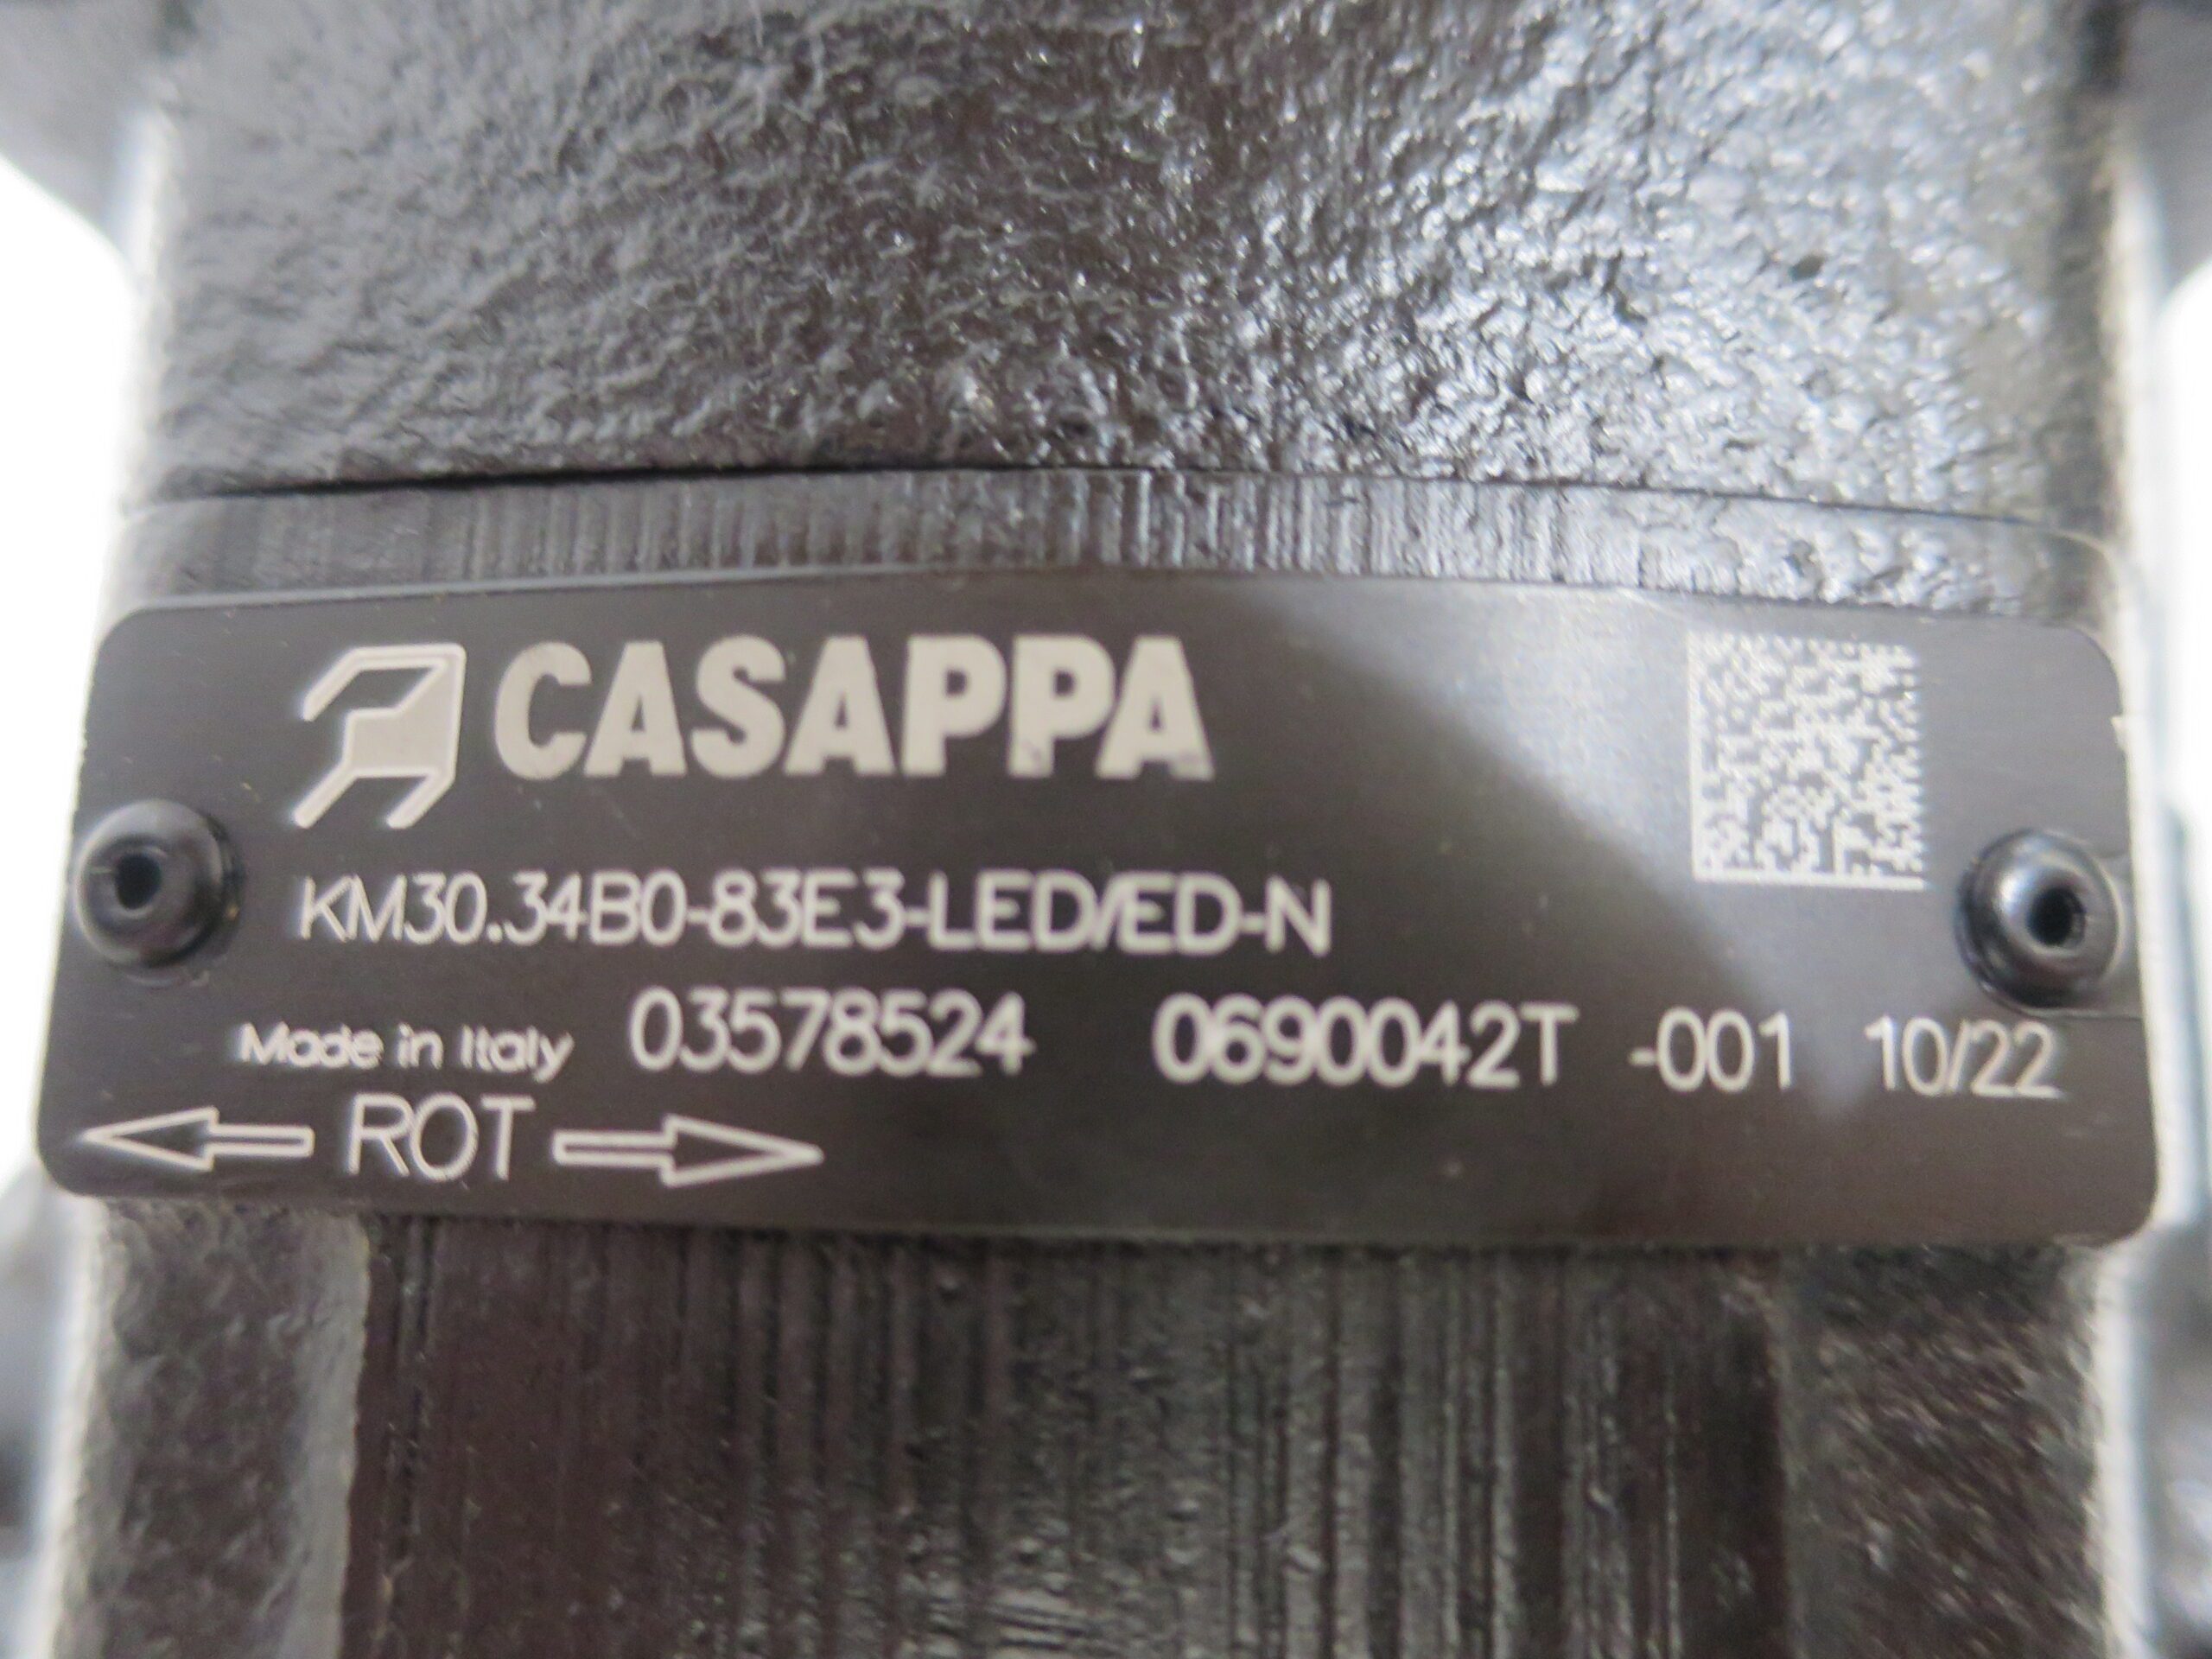 CASAPPA
KM30.34B0-83E3-LED/ED-N
Made in Italy 03578524 0690042T -001 10/22
ROT